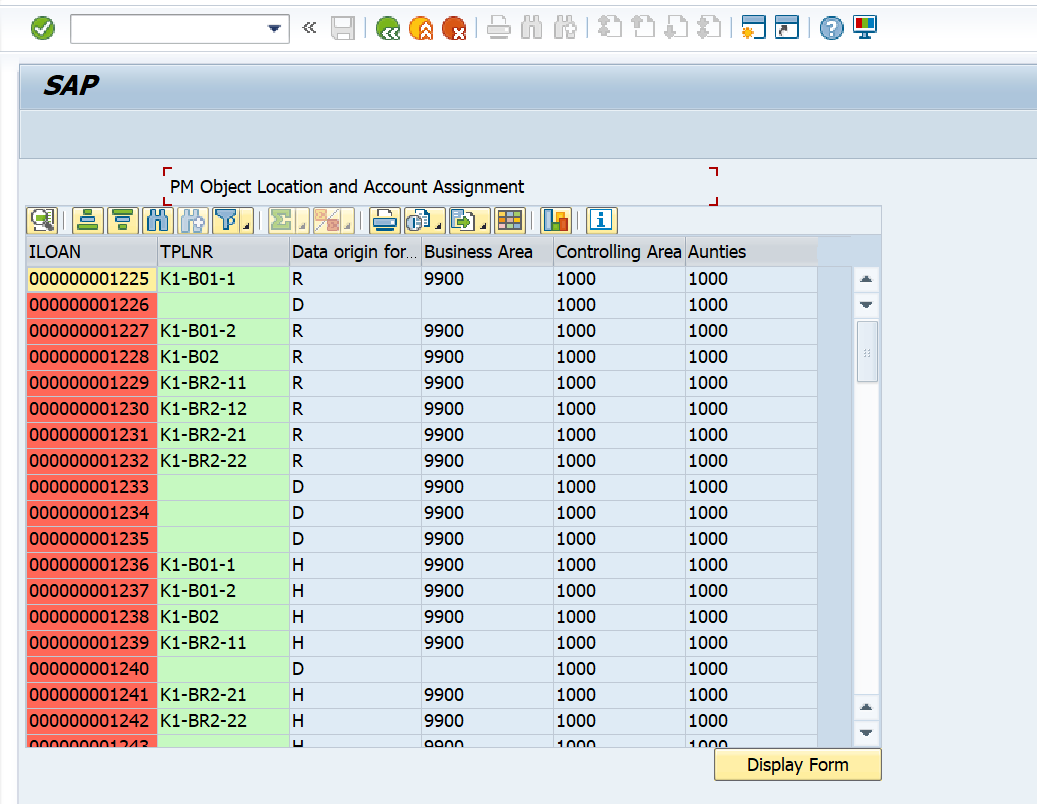 SAP
PM Object Location and Account Assignment
ILOAN TPLNR Data origin for... Business Area Controlling Area Aunties
000000001225 K1-B01-1 R 9900 1000 1000
000000001226 D 1000 1000
000000001227 K1-B01-2 R 9900 1000 1000
000000001228 K1-B02 R 9900 1000 1000
000000001229 K1-BR2-11 R 9900 1000 1000
000000001230 K1-BR2-12 R 9900 1000 1000
000000001231 K1-BR2-21 R 9900 1000 1000
000000001232 K1-BR2-22 R 9900 1000 1000
000000001233 D 9900 1000 1000
000000001234 D 9900 1000 1000
000000001235 D 9900 1000 1000
000000001236 K1-B01-1 H 9900 1000 1000
000000001237 K1-B01-2 H 9900 1000 1000
000000001238 K1-B02 H 9900 1000 1000
000000001239 K1-BR2-11 H 9900 1000 1000
000000001240 D 1000 1000
000000001241 K1-BR2-21 H 9900 1000 1000
000000001242 K1-BR2-22 H 9900 1000 1000
000000001243 H 9900 1000 1000
Display Form